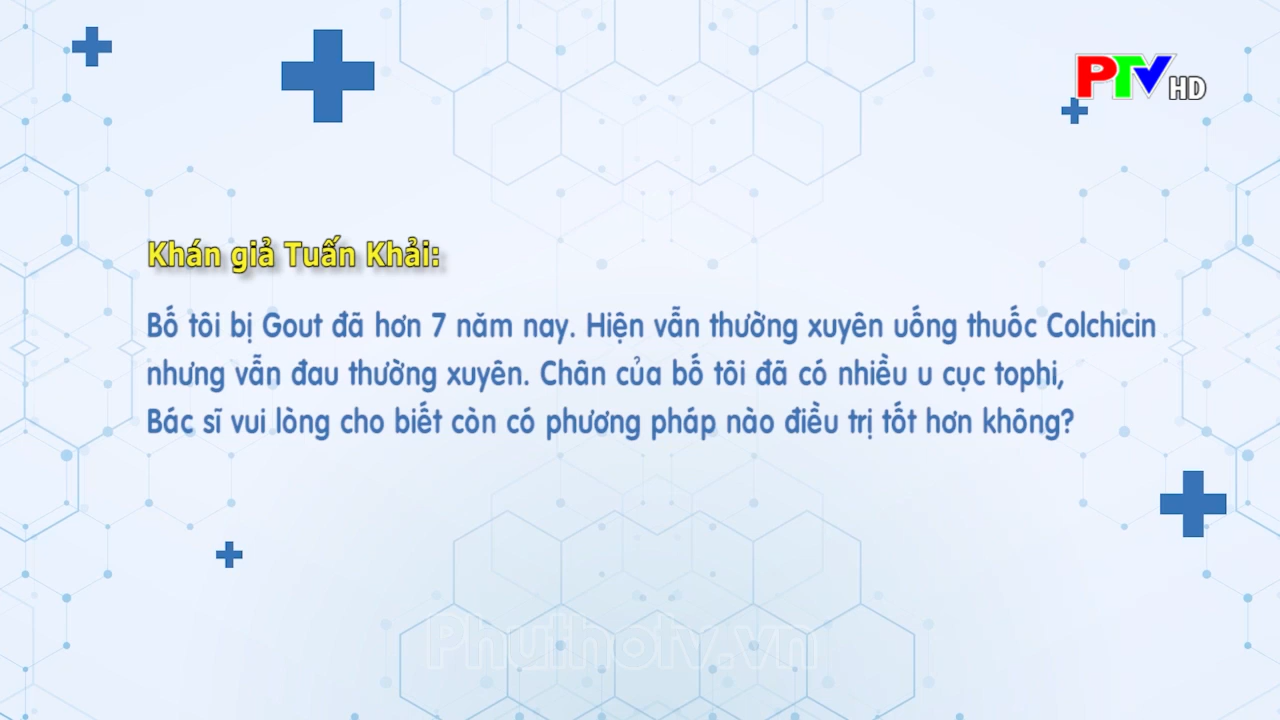 PTV HD
Khán giả Tuấn Khải:
Bố tôi bị Gout đã hơn 7 năm nay. Hiện vẫn thường xuyên uống thuốc Colchicin
nhưng vẫn đau thường xuyên. Chân của bố tôi đã có nhiều u cục tophi,
Bác sĩ vui lòng cho biết còn có phương pháp nào điều trị tốt hơn không?
Phuthotv.vn